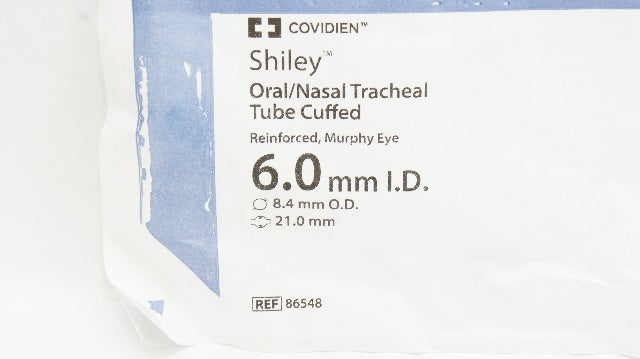 COVIDIEN™
Shiley™
Oral/Nasal Tracheal
Tube Cuffed
Reinforced, Murphy Eye
6.0 mm I.D.
8.4 mm O.D.
21.0 mm
REF 86548